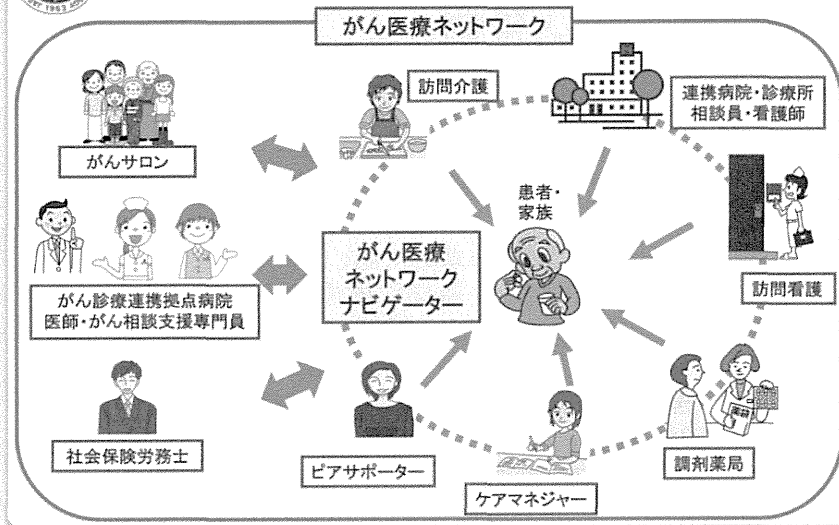 がん医療ネットワーク
訪問介護
連携病院・診療所
相談員・看護師
がんサロン
患者・
家族
がん医療
ネットワーク
ナビゲーター
がん診療連携拠点病院
医師・がん相談支援専門員
訪問看護
社会保険労務士
ピアサポーター
ケアマネジャー
調剤薬局